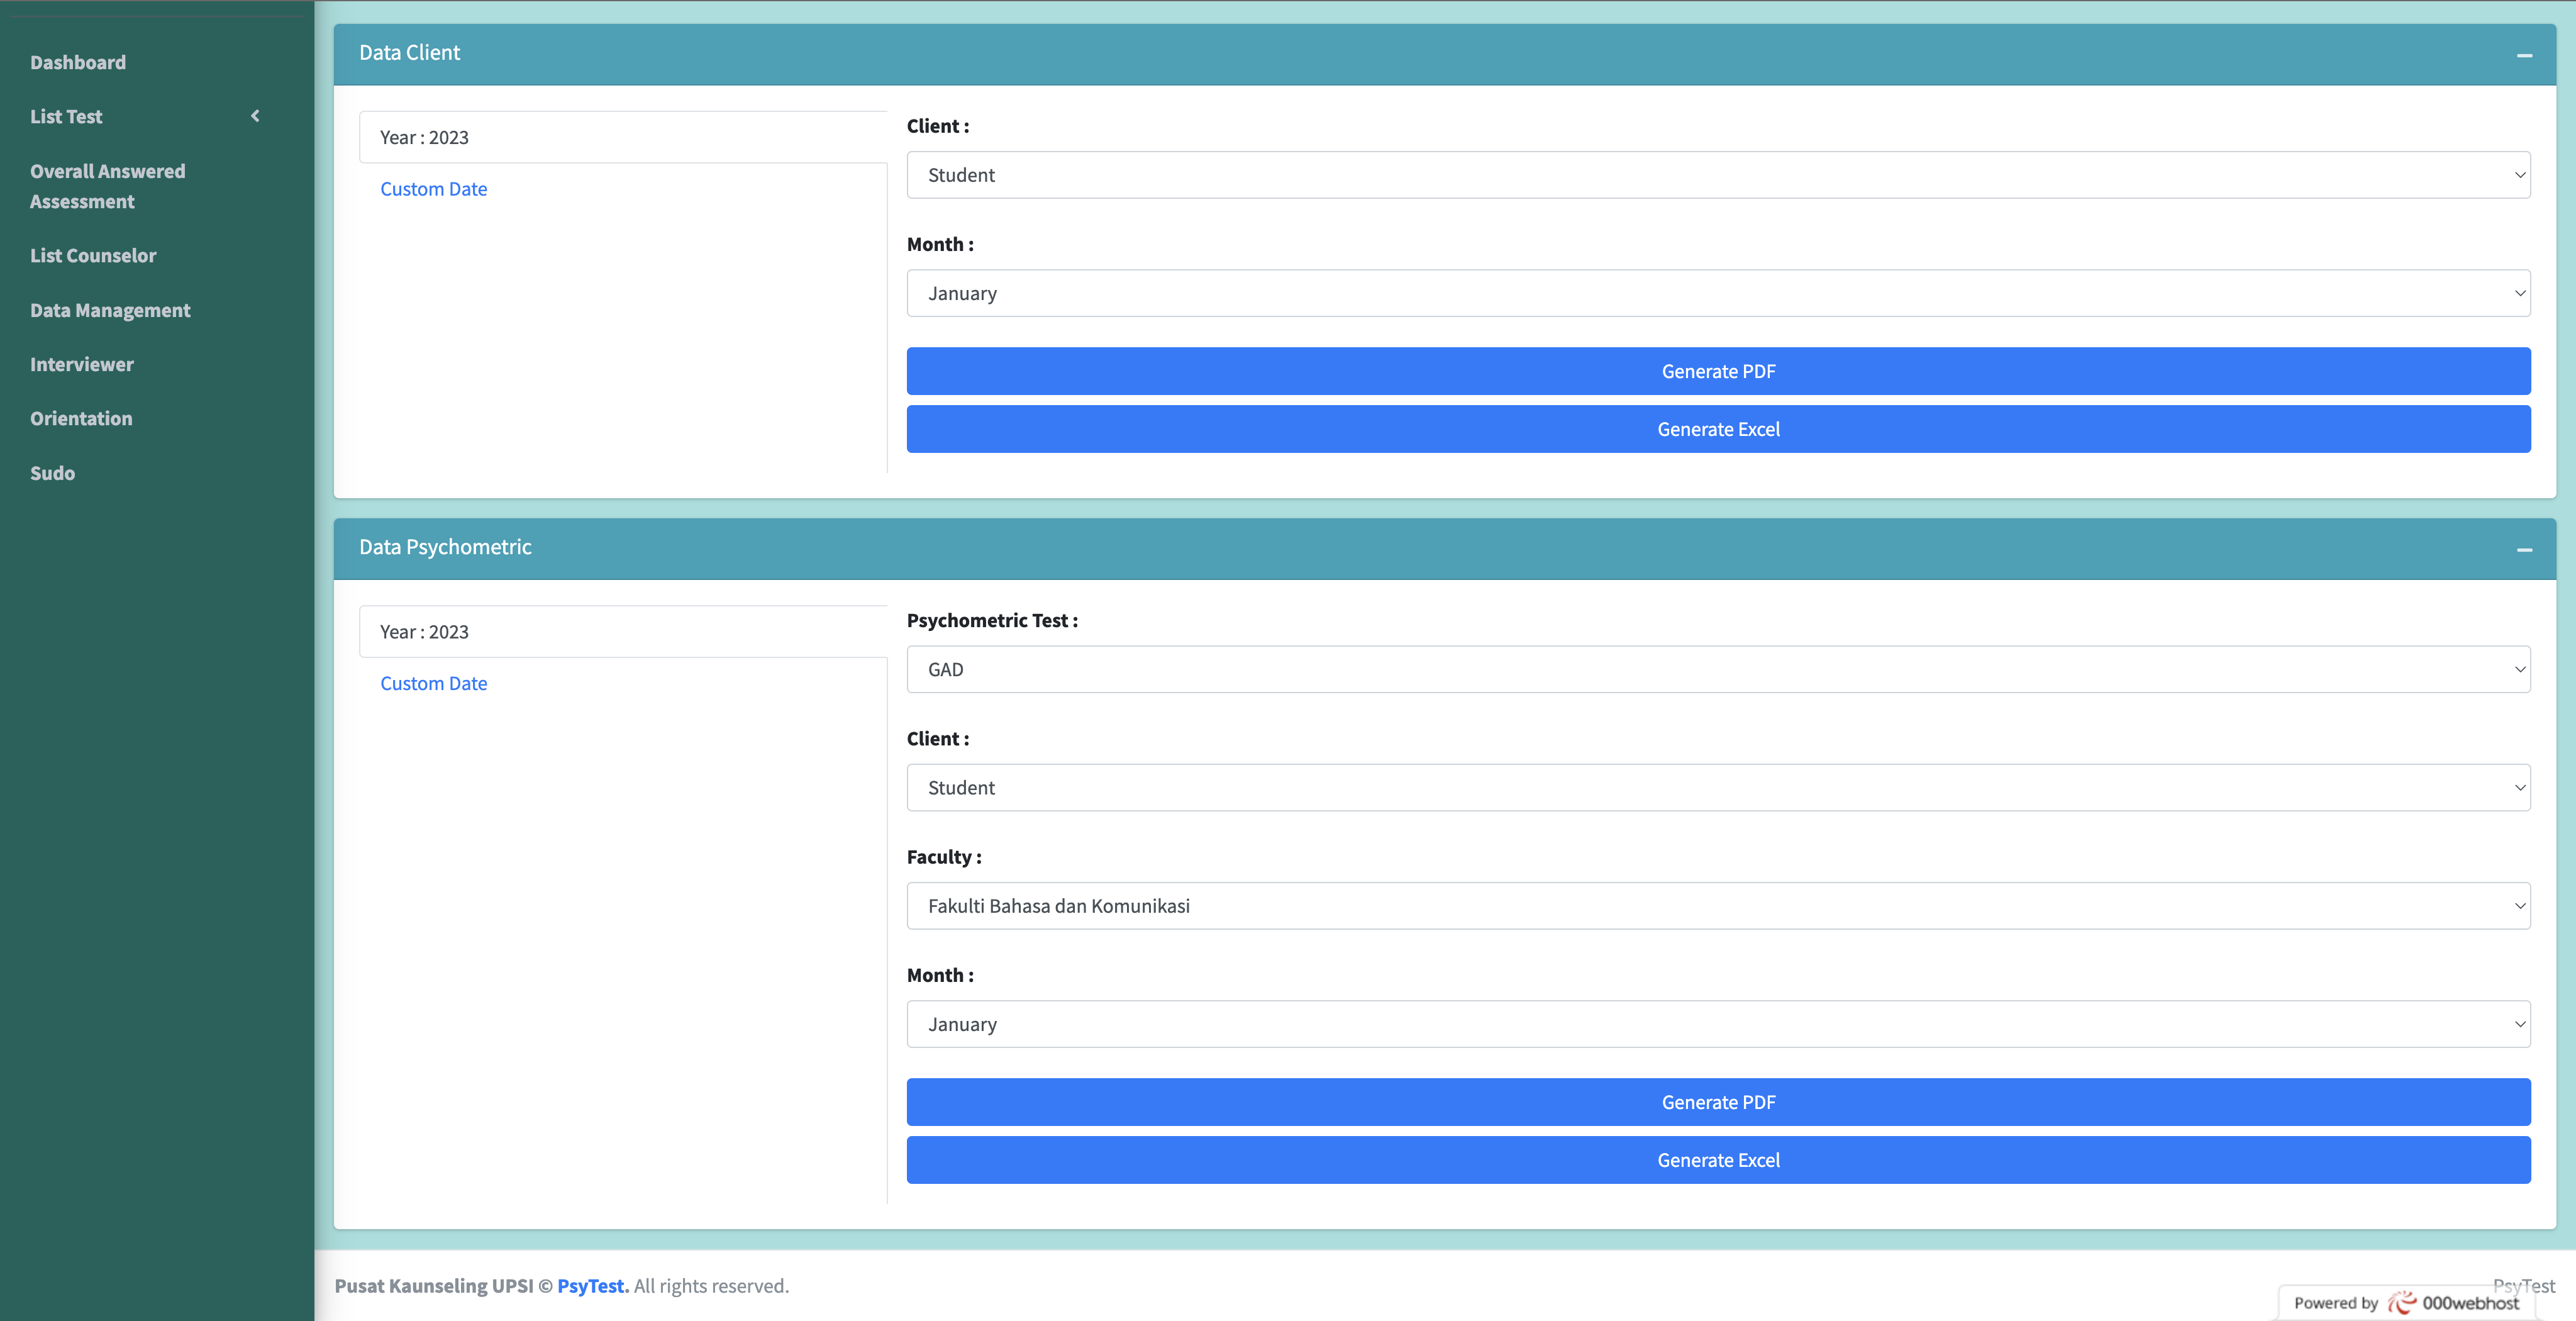 Dashboard
List Test
Overall Answered
Assessment
List Counselor
Data Management
Interviewer
Orientation
Sudo
Data Client
Year : 2023
Custom Date
Client :
Student
Month :
January
Generate PDF
Generate Excel
Data Psychometric
Year : 2023
Custom Date
Psychometric Test :
GAD
Client :
Student
Faculty :
Fakulti Bahasa dan Komunikasi
Month :
January
Generate PDF
Generate Excel
Pusat Kaunseling UPSI © PsyTest. All rights reserved.
PsyTest
Powered by 000webhost